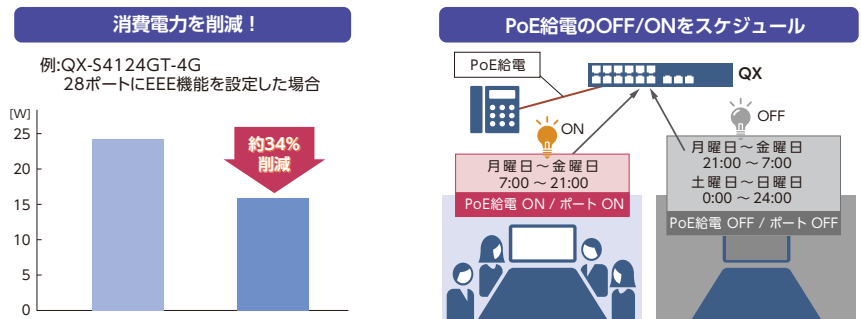 消費電力を削減！
例:QX-S4124GT-4G
28ポートにEEE機能を設定した場合
[W]
25
20
15
10
5
0
約34%
削減
PoE給電のOFF/ONをスケジュール
PoE給電
QX
ON
OFF
月曜日～金曜日
7:00 ～ 21:00
PoE給電 ON / ポート ON
月曜日～金曜日
21:00 ～ 7:00
土曜日～日曜日
0:00 ～ 24:00
PoE給電 OFF / ポート OFF